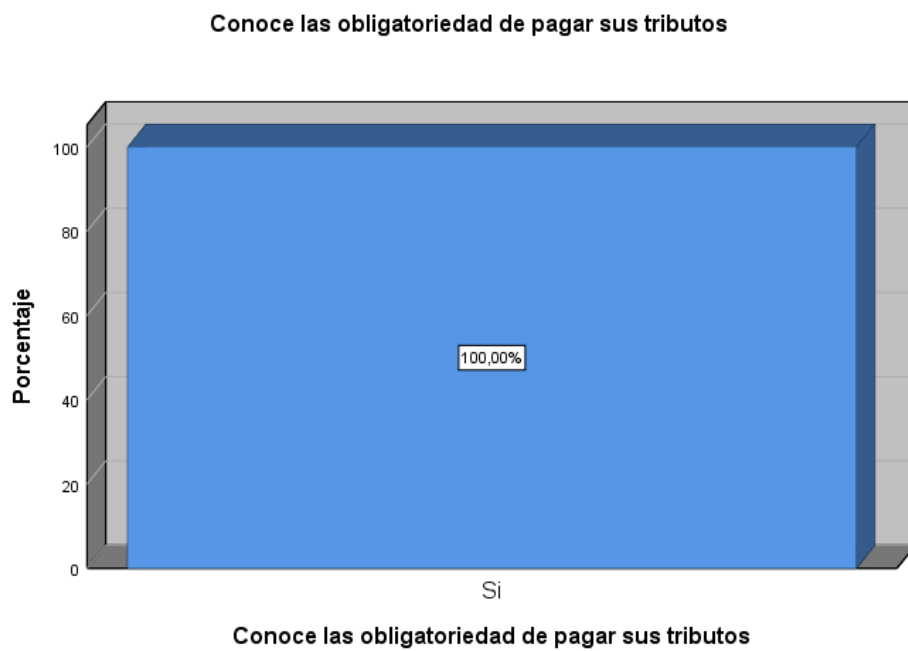 Conoce las obligatoriedad de pagar sus tributos
100
80
60
40
20
0
Porcentaje
100,00%
Si
Conoce las obligatoriedad de pagar sus tributos